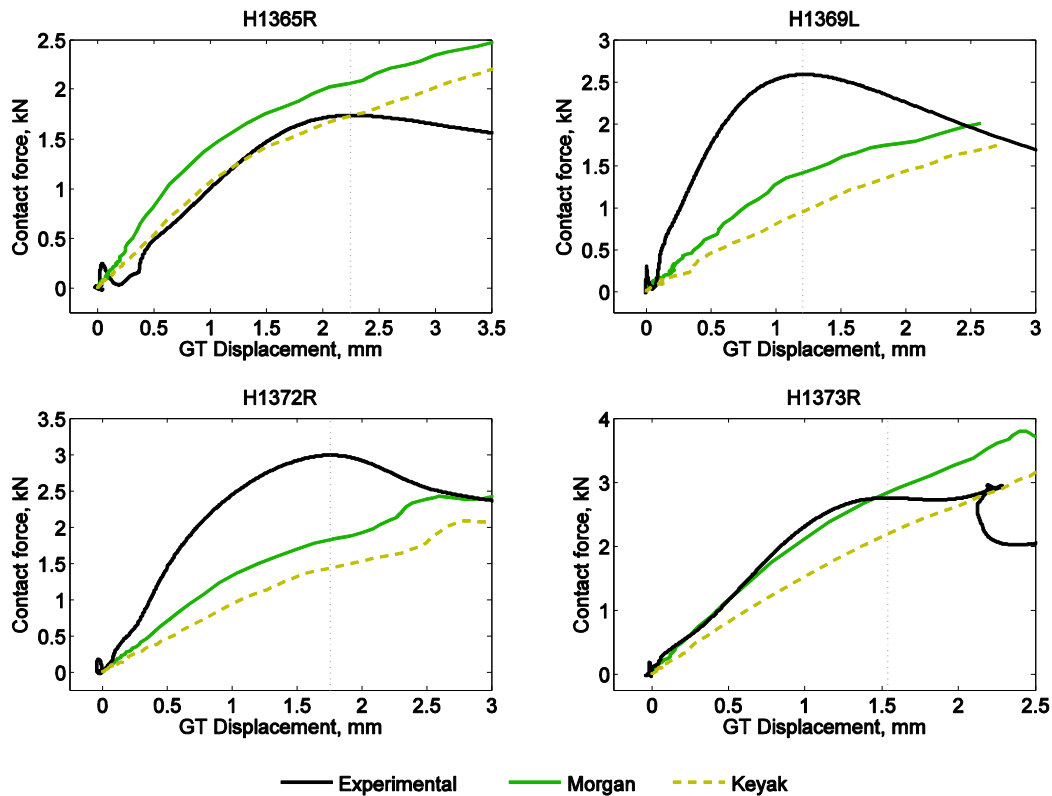 H1365R
H1369L
Contact force, kN
2.5
2
1.5
1
0.5
0
0 0.5 1 1.5 2 2.5 3 3.5
GT Displacement, mm
Contact force, kN
3
2.5
2
1.5
1
0.5
0
0 0.5 1 1.5 2 2.5 3
GT Displacement, mm
H1372R
H1373R
Contact force, kN
3.5
3
2.5
2
1.5
1
0.5
0
0 0.5 1 1.5 2 2.5 3
GT Displacement, mm
Contact force, kN
4
3
2
1
0
0 0.5 1 1.5 2 2.5
GT Displacement, mm
Experimental Morgan Keyak